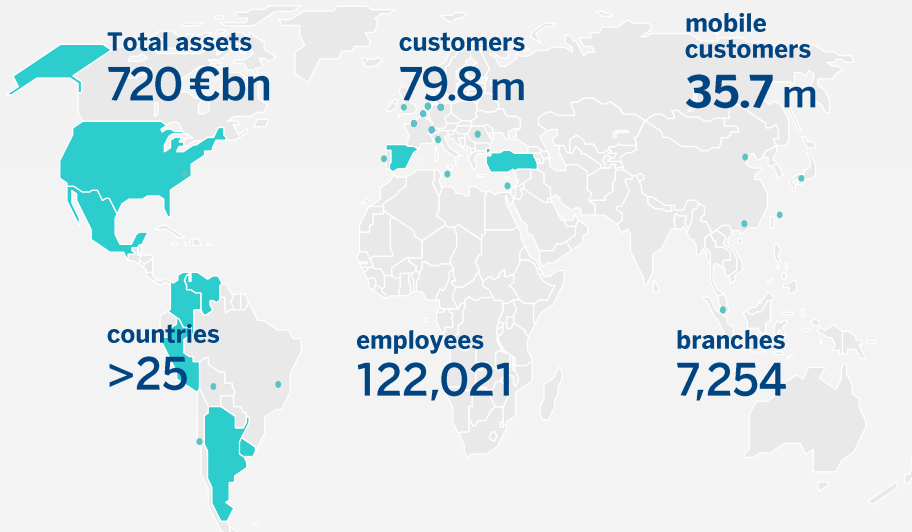 Total assets
720 €bn
customers
79.8 m
mobile
customers
35.7 m
countries
>25
employees
122,021
branches
7,254